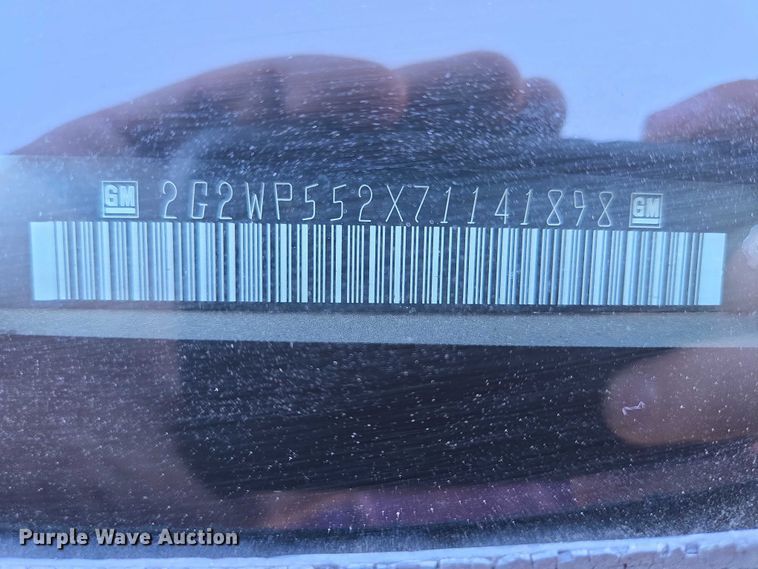 GM 2G2WP552X71141898 GM
Purple Wave Auction